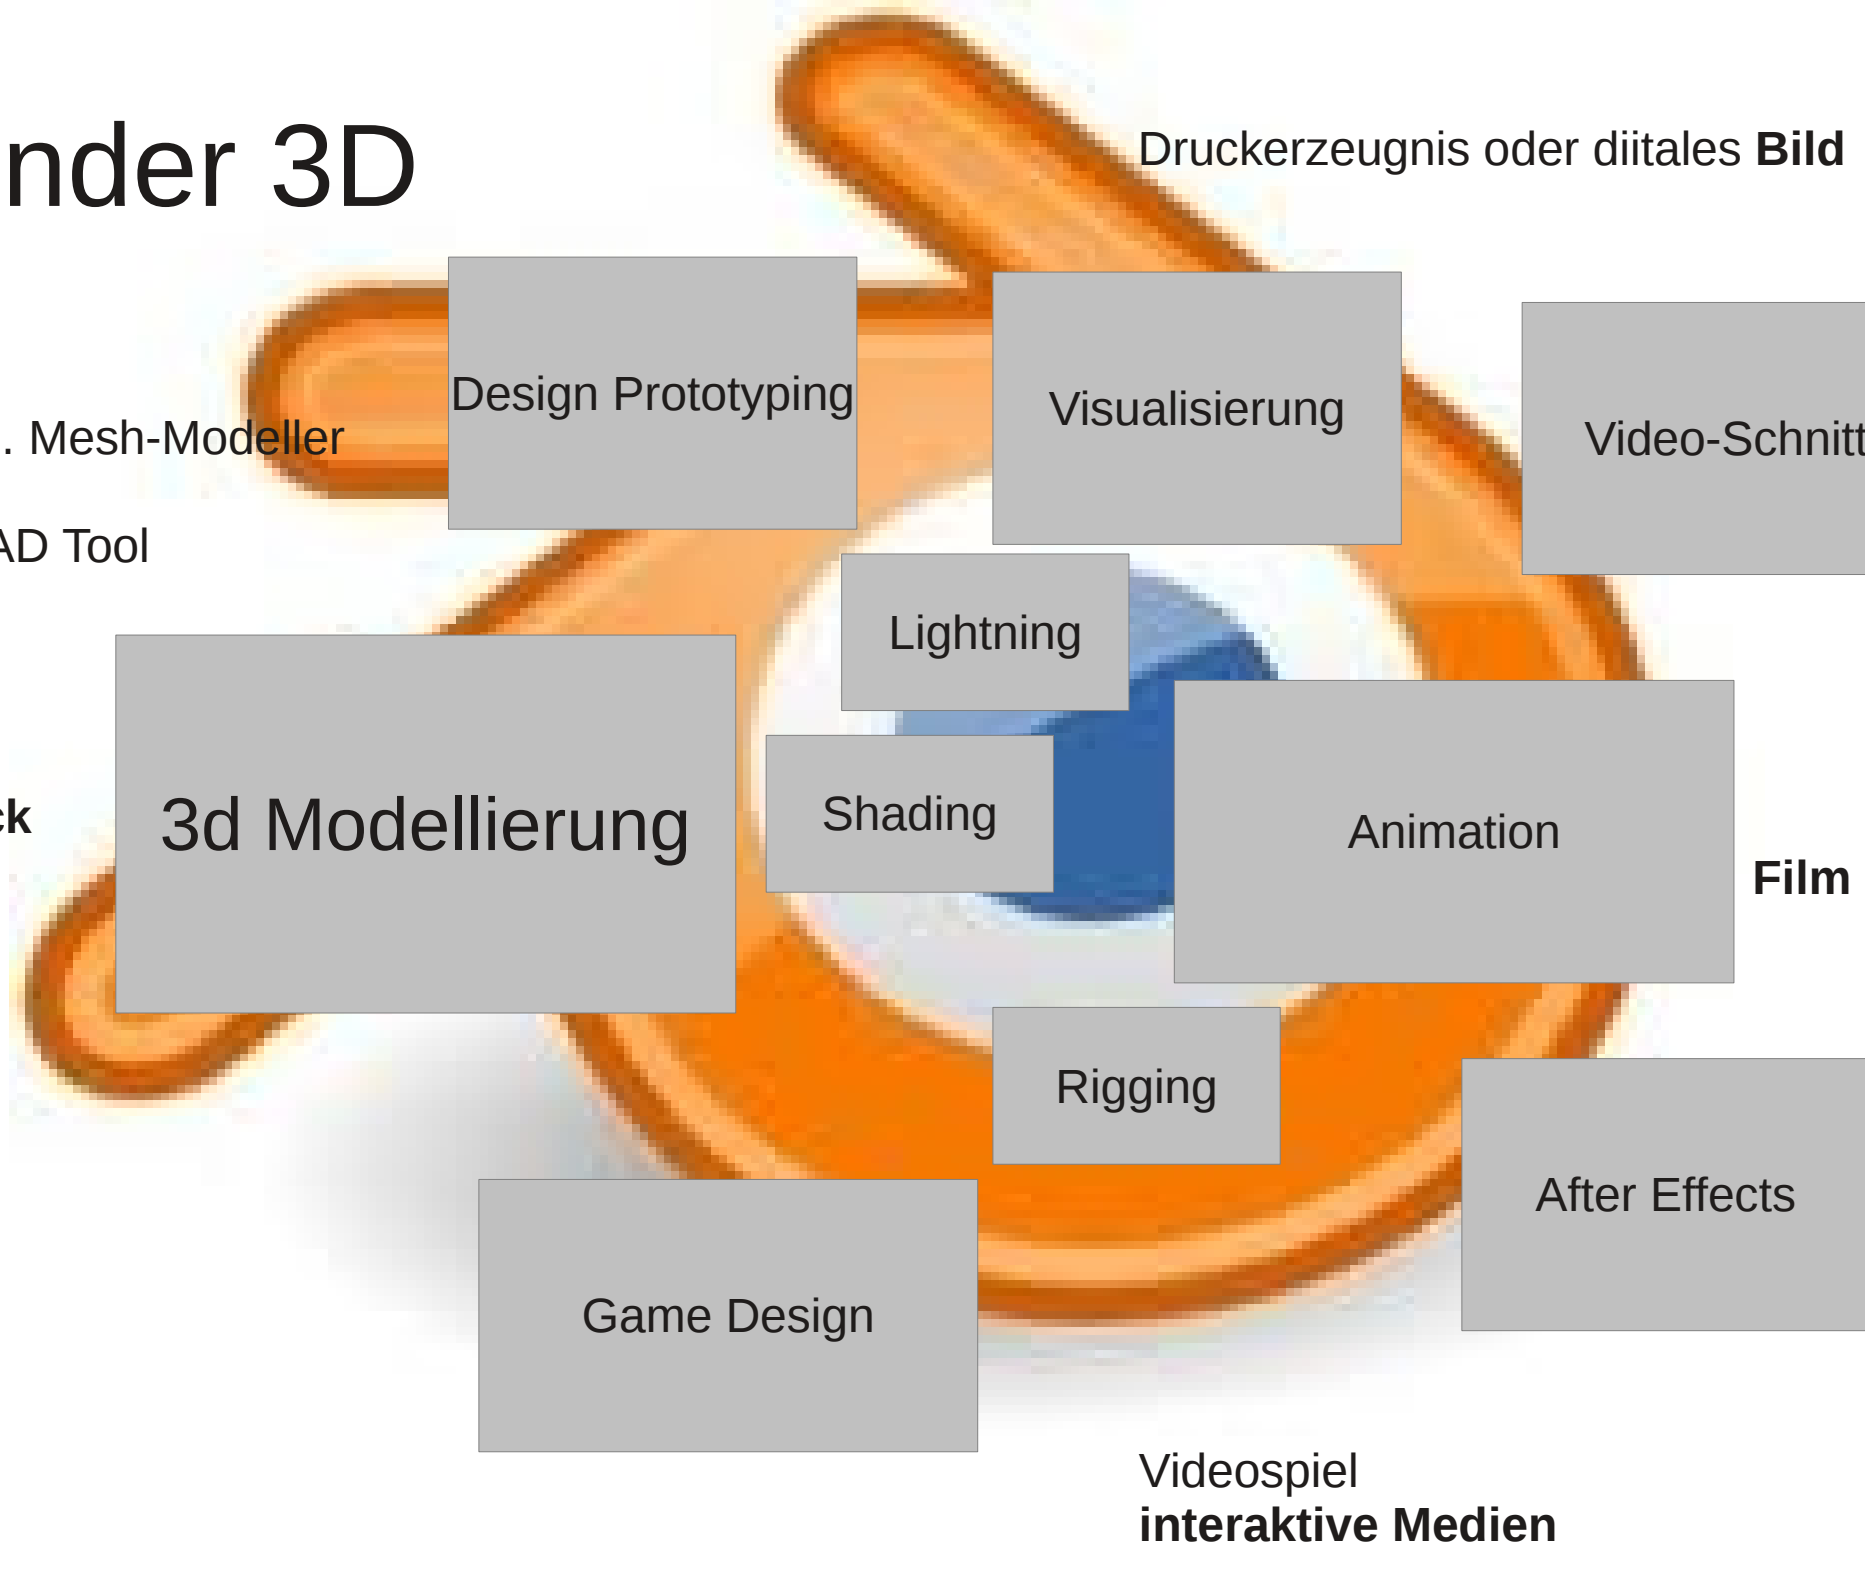 nder 3D
Druckerzeugnis oder diitales Bild
Design Prototyping
Visualisierung
Video-Schnitt
. Mesh-Modeller
AD Tool
Lightning
3d Modellierung
Shading
Animation
ck
Film
Rigging
After Effects
Game Design
Videospiel
interaktive Medien